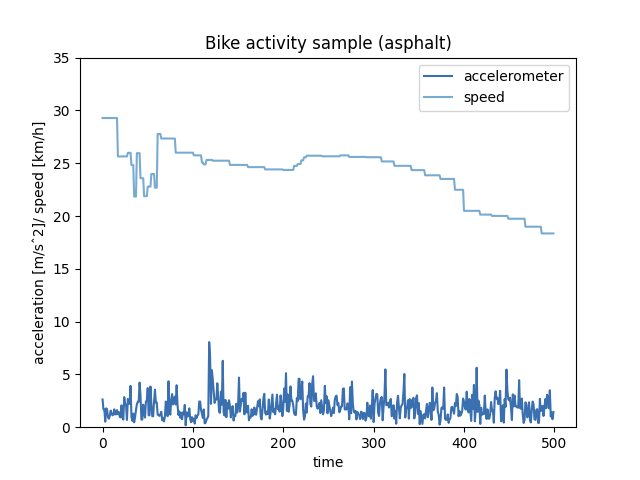 Bike activity sample (asphalt)
accelerometer
speed
acceleration [m/s^2]/ speed [km/h]
35
30
25
20
15
10
5
0
0 100 200 300 400 500
time